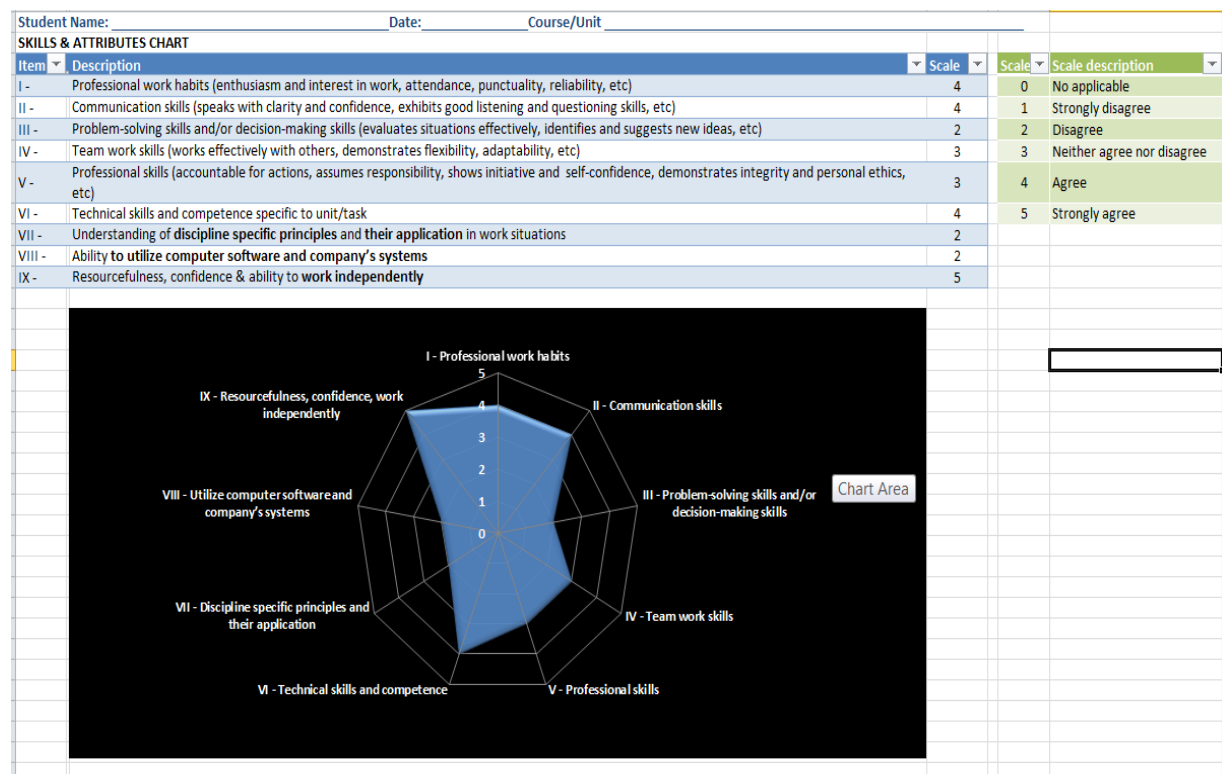 Student Name:____________________Date:__________Course/Unit____________________
SKILLS & ATTRIBUTES CHART
Item Description Scale Scale Scale description
I - Professional work habits (enthusiasm and interest in work, attendance, punctuality, reliability, etc) 4 0 No applicable
II - Communication skills (speaks with clarity and confidence, exhibits good listening and questioning skills, etc) 4 1 Strongly disagree
III - Problem-solving skills and/or decision-making skills (evaluates situations effectively, identifies and suggests new ideas, etc) 2 2 Disagree
IV - Team work skills (works effectively with others, demonstrates flexibility, adaptability, etc) 3 3 Neither agree nor disagree
V - Professional skills (accountable for actions, assumes responsibility, shows initiative and self-confidence, demonstrates integrity and personal ethics,
etc) 3 4 Agree
VI - Technical skills and competence specific to unit/task 4 5 Strongly agree
VII - Understanding of discipline specific principles and their application in work situations 2
VIII - Ability to utilize computer software and company's systems 2
IX - Resourcefulness, confidence & ability to work independently 5
I - Professional work habits
5
IX - Resourcefulness, confidence, work
independently
4
II - Communication skills
3
2
VIII - Utilize computer software and
company's systems
1
III - Problem-solving skills and/or
decision-making skills
Chart Area
0
VII - Discipline specific principles and
their application
IV - Team work skills
VI - Technical skills and competence
V - Professional skills